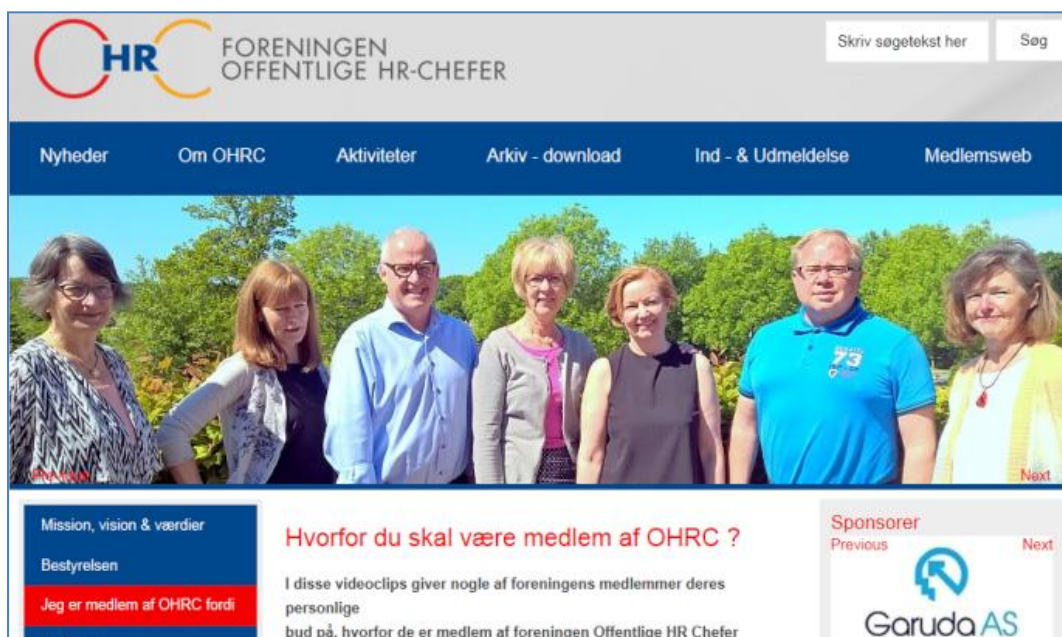 OHRC
FORENINGEN
OFFENTLIGE HR-CHEFER
Skriv søgetekst her
Søg
Nyheder
Om OHRC
Aktiviteter
Arkiv - download
Ind - & Udmeldelse
Medlemsweb
73
Previous
Next
Mission, vision & værdier
Bestyrelsen
Jeg er medlem af OHRC fordi
Hvorfor du skal være medlem af OHRC ?
I disse videoclips giver nogle af foreningens medlemmer deres
personlige
bud på, hvorfor de er medlem af foreningen Offentlige HR Chefer
Sponsorer
Previous
Next
Garuda AS